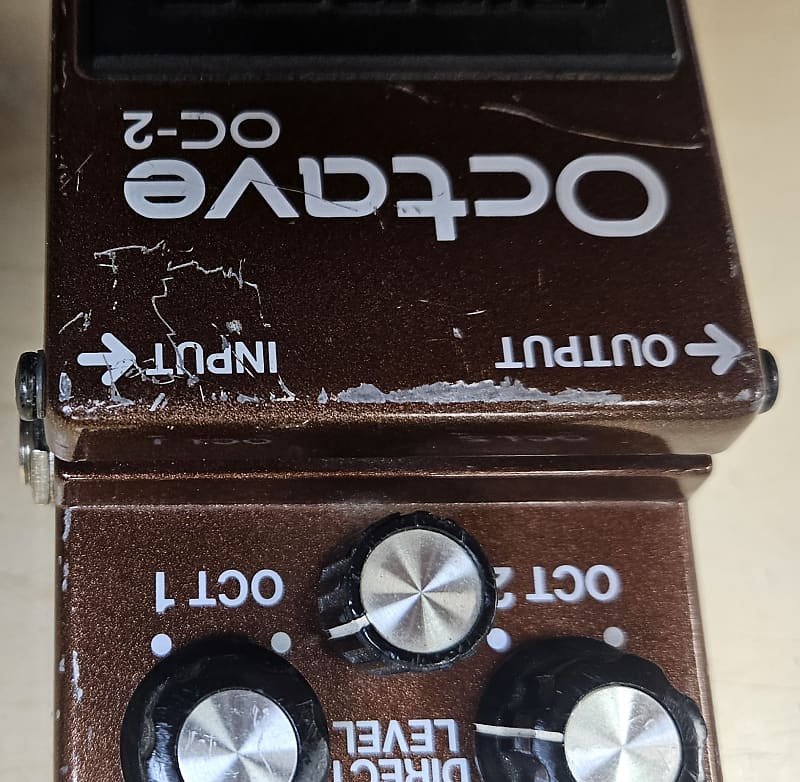 DIRECT
LEVEL
OCT 2
OCT 1
OUTPUT
INPUT
Octave
OC-2